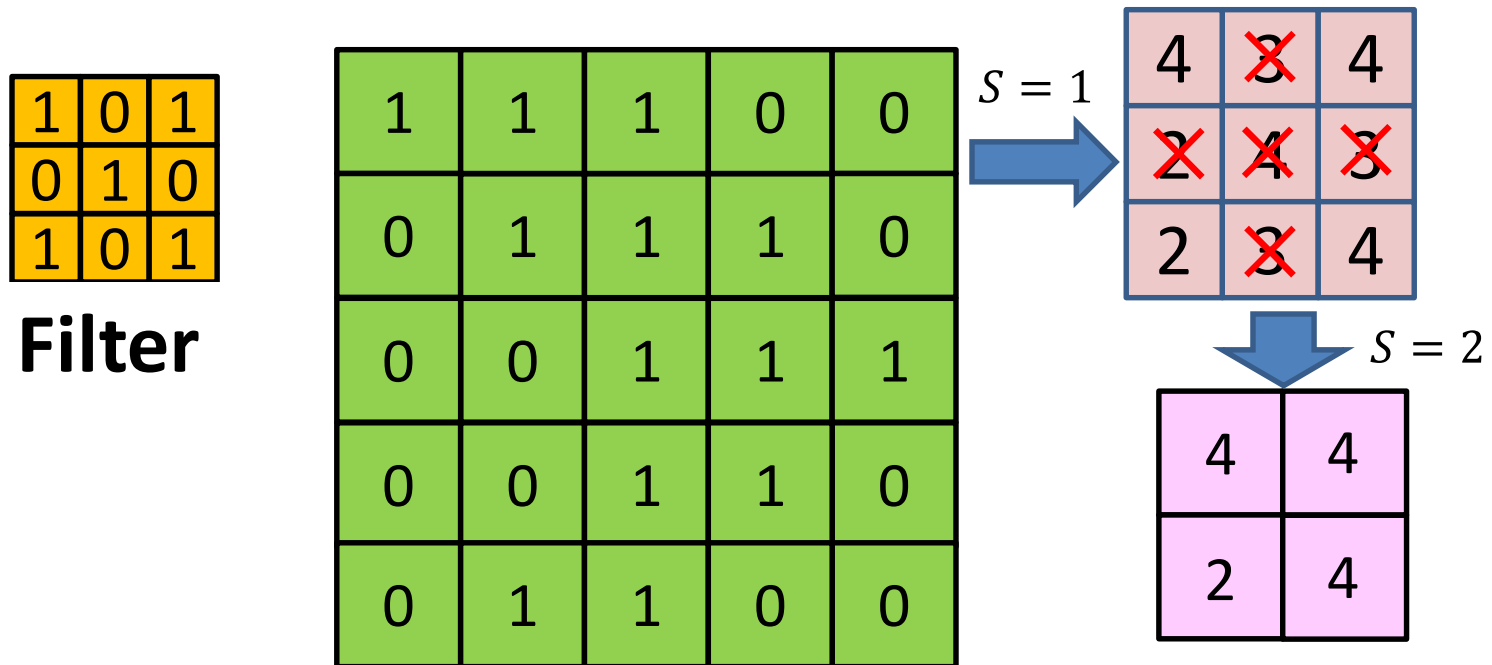 1 0 1
0 1 0
1 0 1
Filter
1 1 1 0 0
0 1 1 1 0
0 0 1 1 1
0 0 1 1 0
0 1 1 0 0
S = 1
4 3 4
2 4 3
2 3 4
S = 2
4 4
2 4